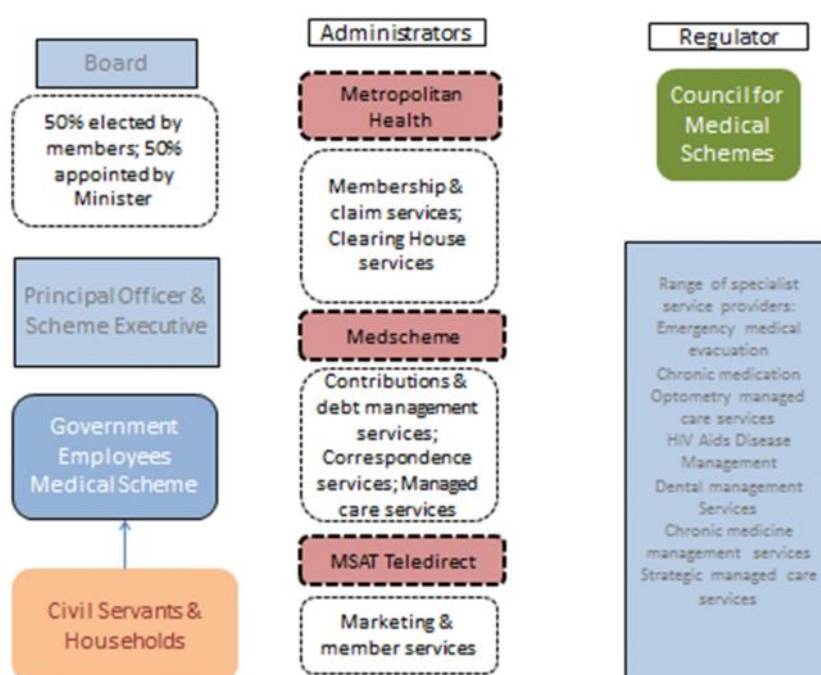 Board
50% elected by
members; 50%
appointed by
Minister
Principal Officer &
Scheme Executive
Government
Employees
Medical Scheme
Civil Servants &
Households
Administrators
Metropolitan
Health
Membership &
claim services;
Clearing House
services
Medscheme
Contributions &
debt management
services;
Correspondence
services; Managed
care services
MSAT Teledirect
Marketing &
member services
Regulator
Council for
Medical
Schemes
Range of specialist
service providers:
Emergency medical
evacuation
Chronic medication
Optometry managed
care services
HIV Aids Disease
Management
Dental management
Services
Chronic medicine
management services
Strategic managed care
services